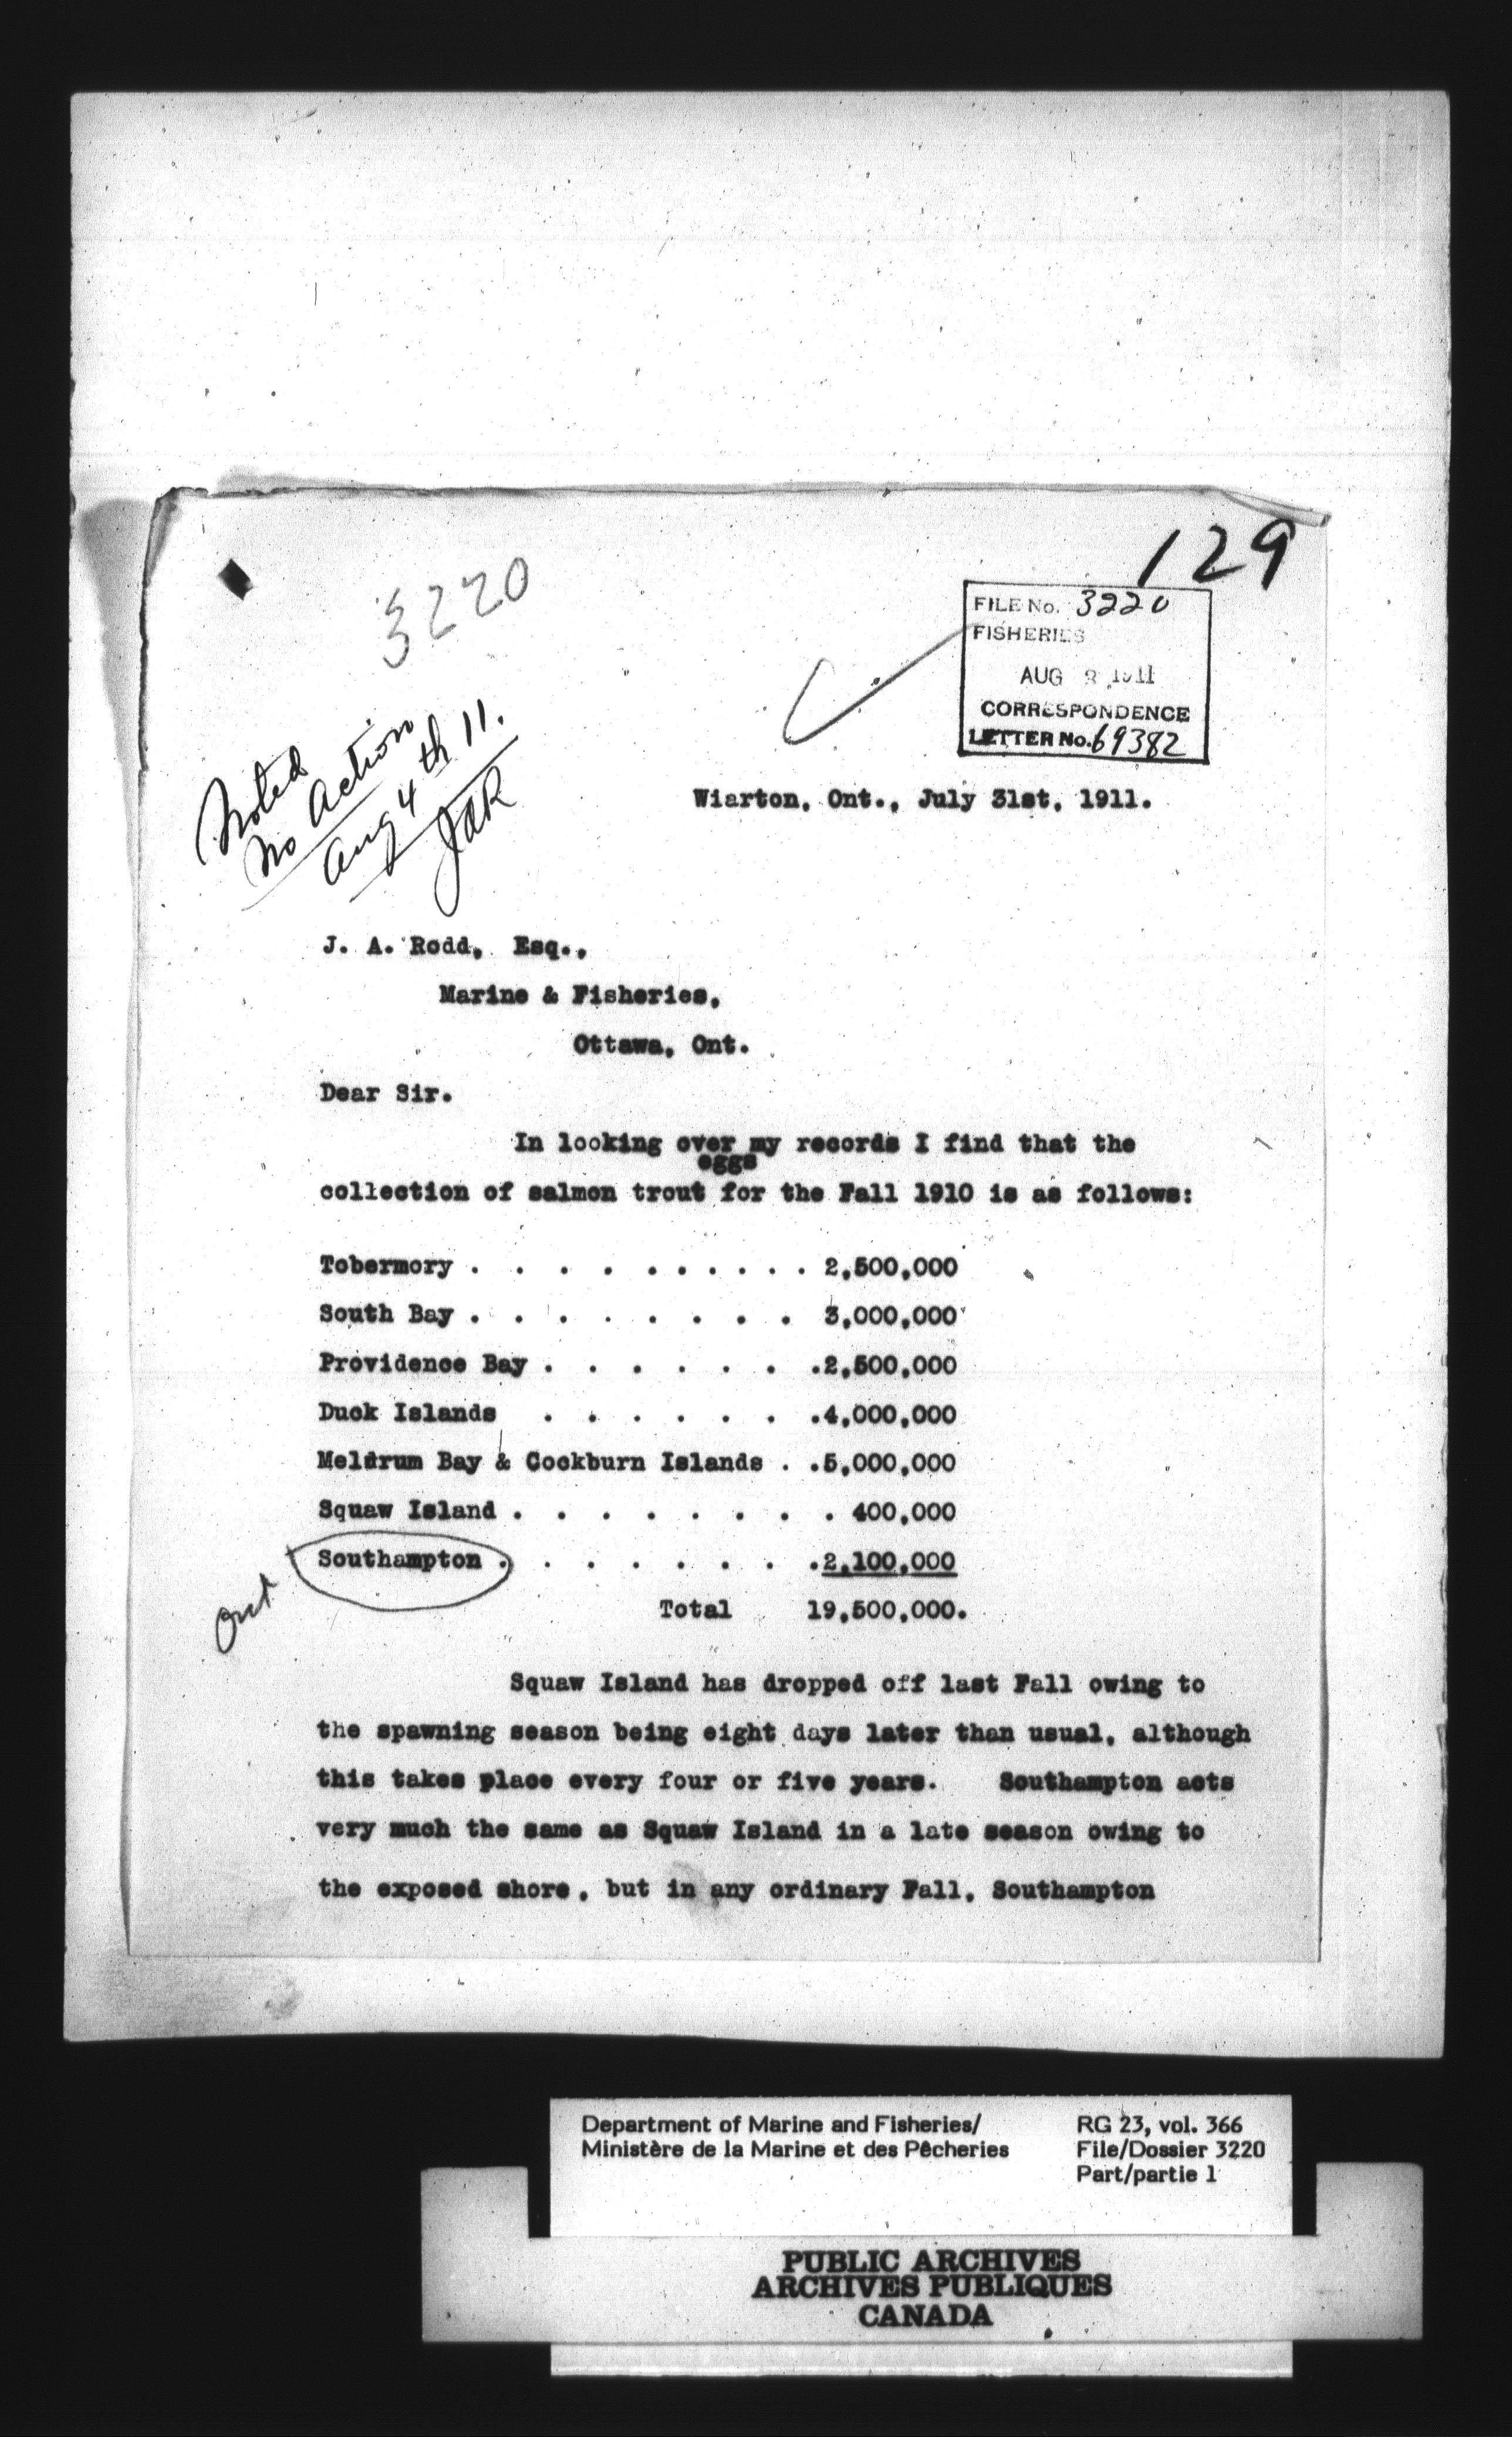 129
3220
FILE No. 3220
FISHERIES
AUG 1911
CORRESPONDENCE
LETTER No. 69382
Noted
No Action
Aug 4th 11.
JAR
Wiarton, Ont., July 31st, 1911.
J. A. Rodd, Esq.,
Marine & Fisheries,
Ottawa, Ont.
Dear Sir.
In looking over my records I find that the
eggs
collection of salmon trout for the Fall 1910 is as follows:
Tobermory . . . . . . . . . . 2,500,000
South Bay . . . . . . . . 3,000,000
Providence Bay . . . . . . .2,500,000
Duck Islands . . . . . . .4,000,000
Meldrum Bay & Cockburn Islands . .5,000,000
Squaw Island . . . . . . . . 400,000
Southampton . . . . . . . .2,100,000
Out
Total 19,500,000.
Squaw Island has dropped off last Fall owing to
the spawning season being eight days later than usual, although
this takes place every four or five years. Southampton acts
very much the same as Squaw Island in a late season owing to
the exposed shore, but in any ordinary Fall, Southampton
Department of Marine and Fisheries/
Ministère de la Marine et des Pêcheries
RG 23, vol. 366
File/Dossier 3220
Part/partie 1
PUBLIC ARCHIVES
ARCHIVES PUBLIQUES
CANADA